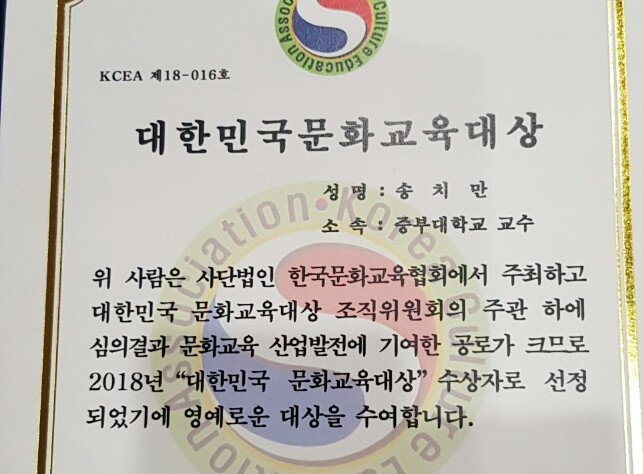 Culture Education Assoc
KCEA 제18-016호
대한민국문화교육대상
성 명 : 송 치 만
소 속 : 중부대학교 교수
위 사람은 사단법인 한국문화교육협회에서 주최하고
대한민국 문화교육대상 조직위원회의 주관 하에
심의결과 문화교육 산업발전에 기여한 공로가 크므로
2018년 “대한민국 문화교육대상” 수상자로 선정
되었기에 영예로운 대상을 수여합니다.
Korea Culture Education Association